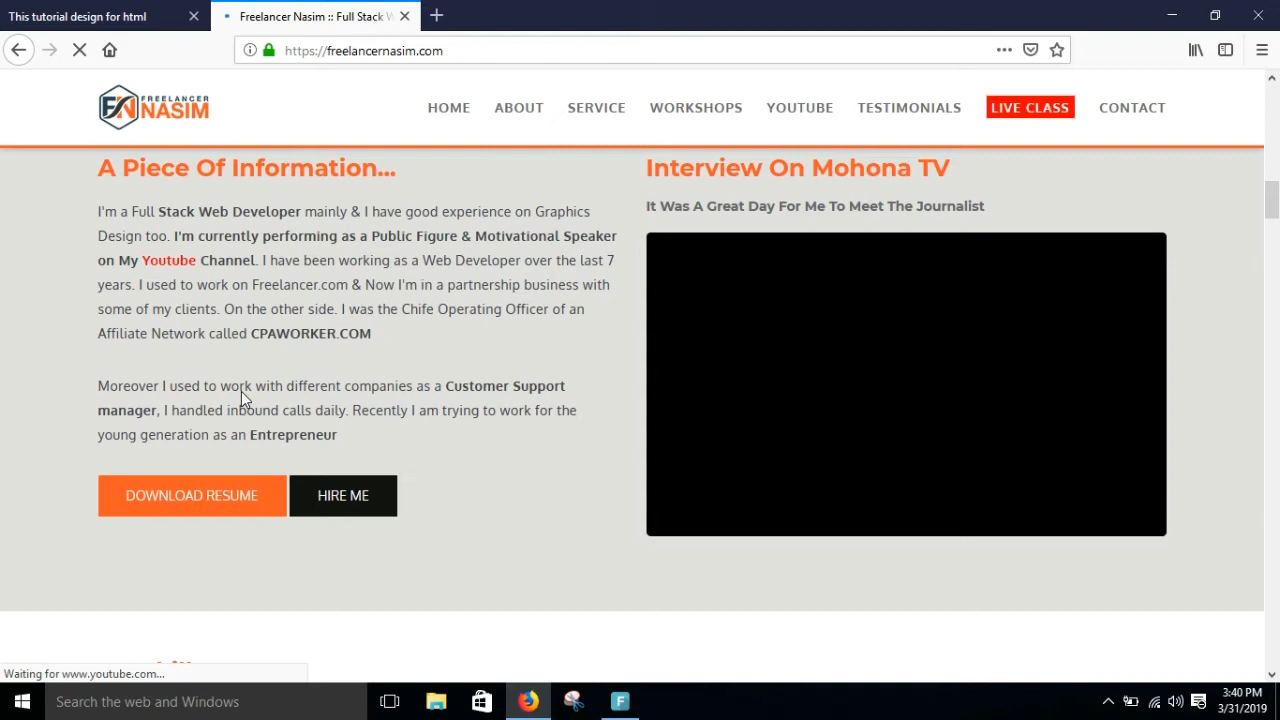 This tutorial design for html
Freelancer Nasim :: Full Stack W
https://freelancernasim.com
FREELANCER
NASIM
HOME ABOUT SERVICE WORKSHOPS YOUTUBE TESTIMONIALS LIVE CLASS CONTACT
A Piece Of Information...
I'm a Full Stack Web Developer mainly & I have good experience on Graphics
Design too. I'm currently performing as a Public Figure & Motivational Speaker
on My Youtube Channel. I have been working as a Web Developer over the last 7
years. I used to work on Freelancer.com & Now I'm in a partnership business with
some of my clients. On the other side. I was the Chife Operating Officer of an
Affiliate Network called CPAWORKER.COM
Moreover I used to work with different companies as a Customer Support
manager, I handled inbound calls daily. Recently I am trying to work for the
young generation as an Entrepreneur
DOWNLOAD RESUME HIRE ME
Interview On Mohona TV
It Was A Great Day For Me To Meet The Journalist
Waiting for www.youtube.com...
Search the web and Windows
3:40 PM
3/31/2019